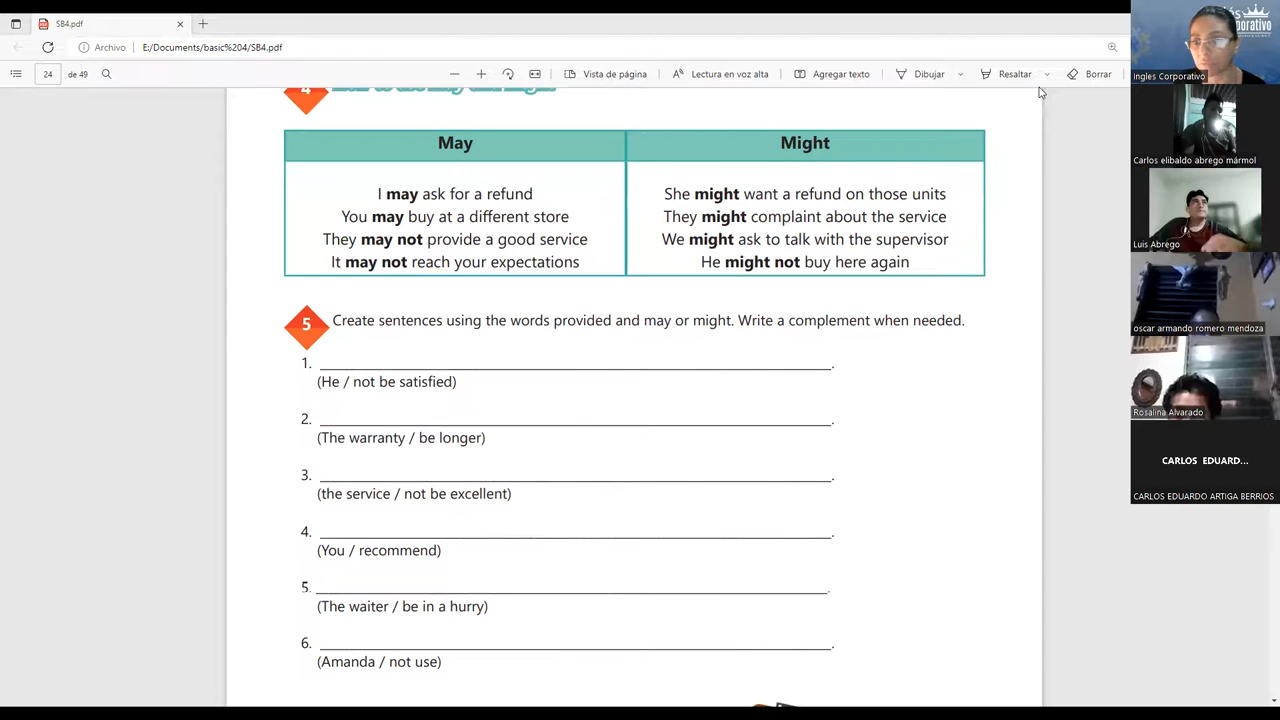 SB4.pdf
Archivo
E:/Documents/basic%204/SB4.pdf
24
de 49
Vista de página
Lectura en voz alta
Agregar texto
Dibujar
Resaltar
Borrar
May
Might
I may ask for a refund
You may buy at a different store
They may not provide a good service
It may not reach your expectations
She might want a refund on those units
They might complaint about the service
We might ask to talk with the supervisor
He might not buy here again
5 Create sentences using the words provided and may or might. Write a complement when needed.
1. ______________________________.
(He / not be satisfied)
2. ______________________________.
(The warranty / be longer)
3. ______________________________.
(the service / not be excellent)
4. ______________________________.
(You / recommend)
5. ______________________________.
(The waiter / be in a hurry)
6. ______________________________.
(Amanda / not use)
Ingles Corporativo
Carlos elibaldo abrego mármol
Luis Abrego
oscar armando romero mendoza
Rosalina Alvarado
CARLOS EDUARD...
CARLOS EDUARDO ARTIGA BERRIOS